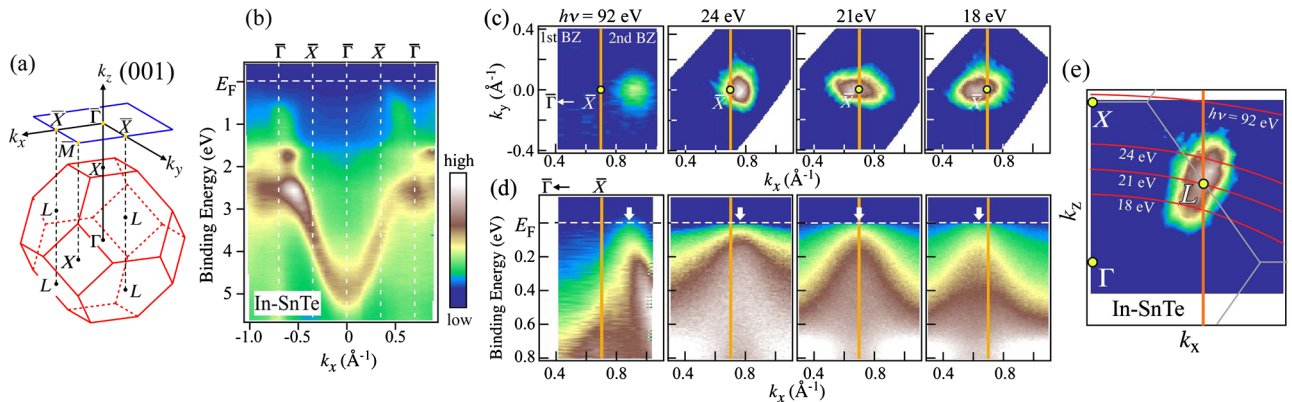 (a)
k_z (001)
Γ̄
X̄
X̄
k_x
M̄
k_y
X
L
L
Γ
X
L
L
(b)
Γ̄ X̄ Γ̄ X̄ Γ̄
E_F
1
2
3
4
5
Binding Energy (eV)
In-SnTe
-1.0 -0.5 0 0.5
k_x (Å⁻¹)
high
low
(c)
hν = 92 eV 24 eV 21eV 18 eV
1st BZ 2nd BZ
0.4
0.0
-0.4
k_y (Å⁻¹)
Γ̄ ← X̄ X̄ X̄ X̄
0.4 0.8 0.4 0.8 0.4 0.8 0.4 0.8
k_x (Å⁻¹)
(d)
Γ̄ ← X̄
E_F
0.2
0.4
0.6
0.8
Binding Energy (eV)
0.4 0.8 0.4 0.8 0.4 0.8 0.4 0.8
k_x (Å⁻¹)
(e)
X
hν = 92 eV
24 eV
21 eV
18 eV
L
Γ
k_z
In-SnTe
k_x